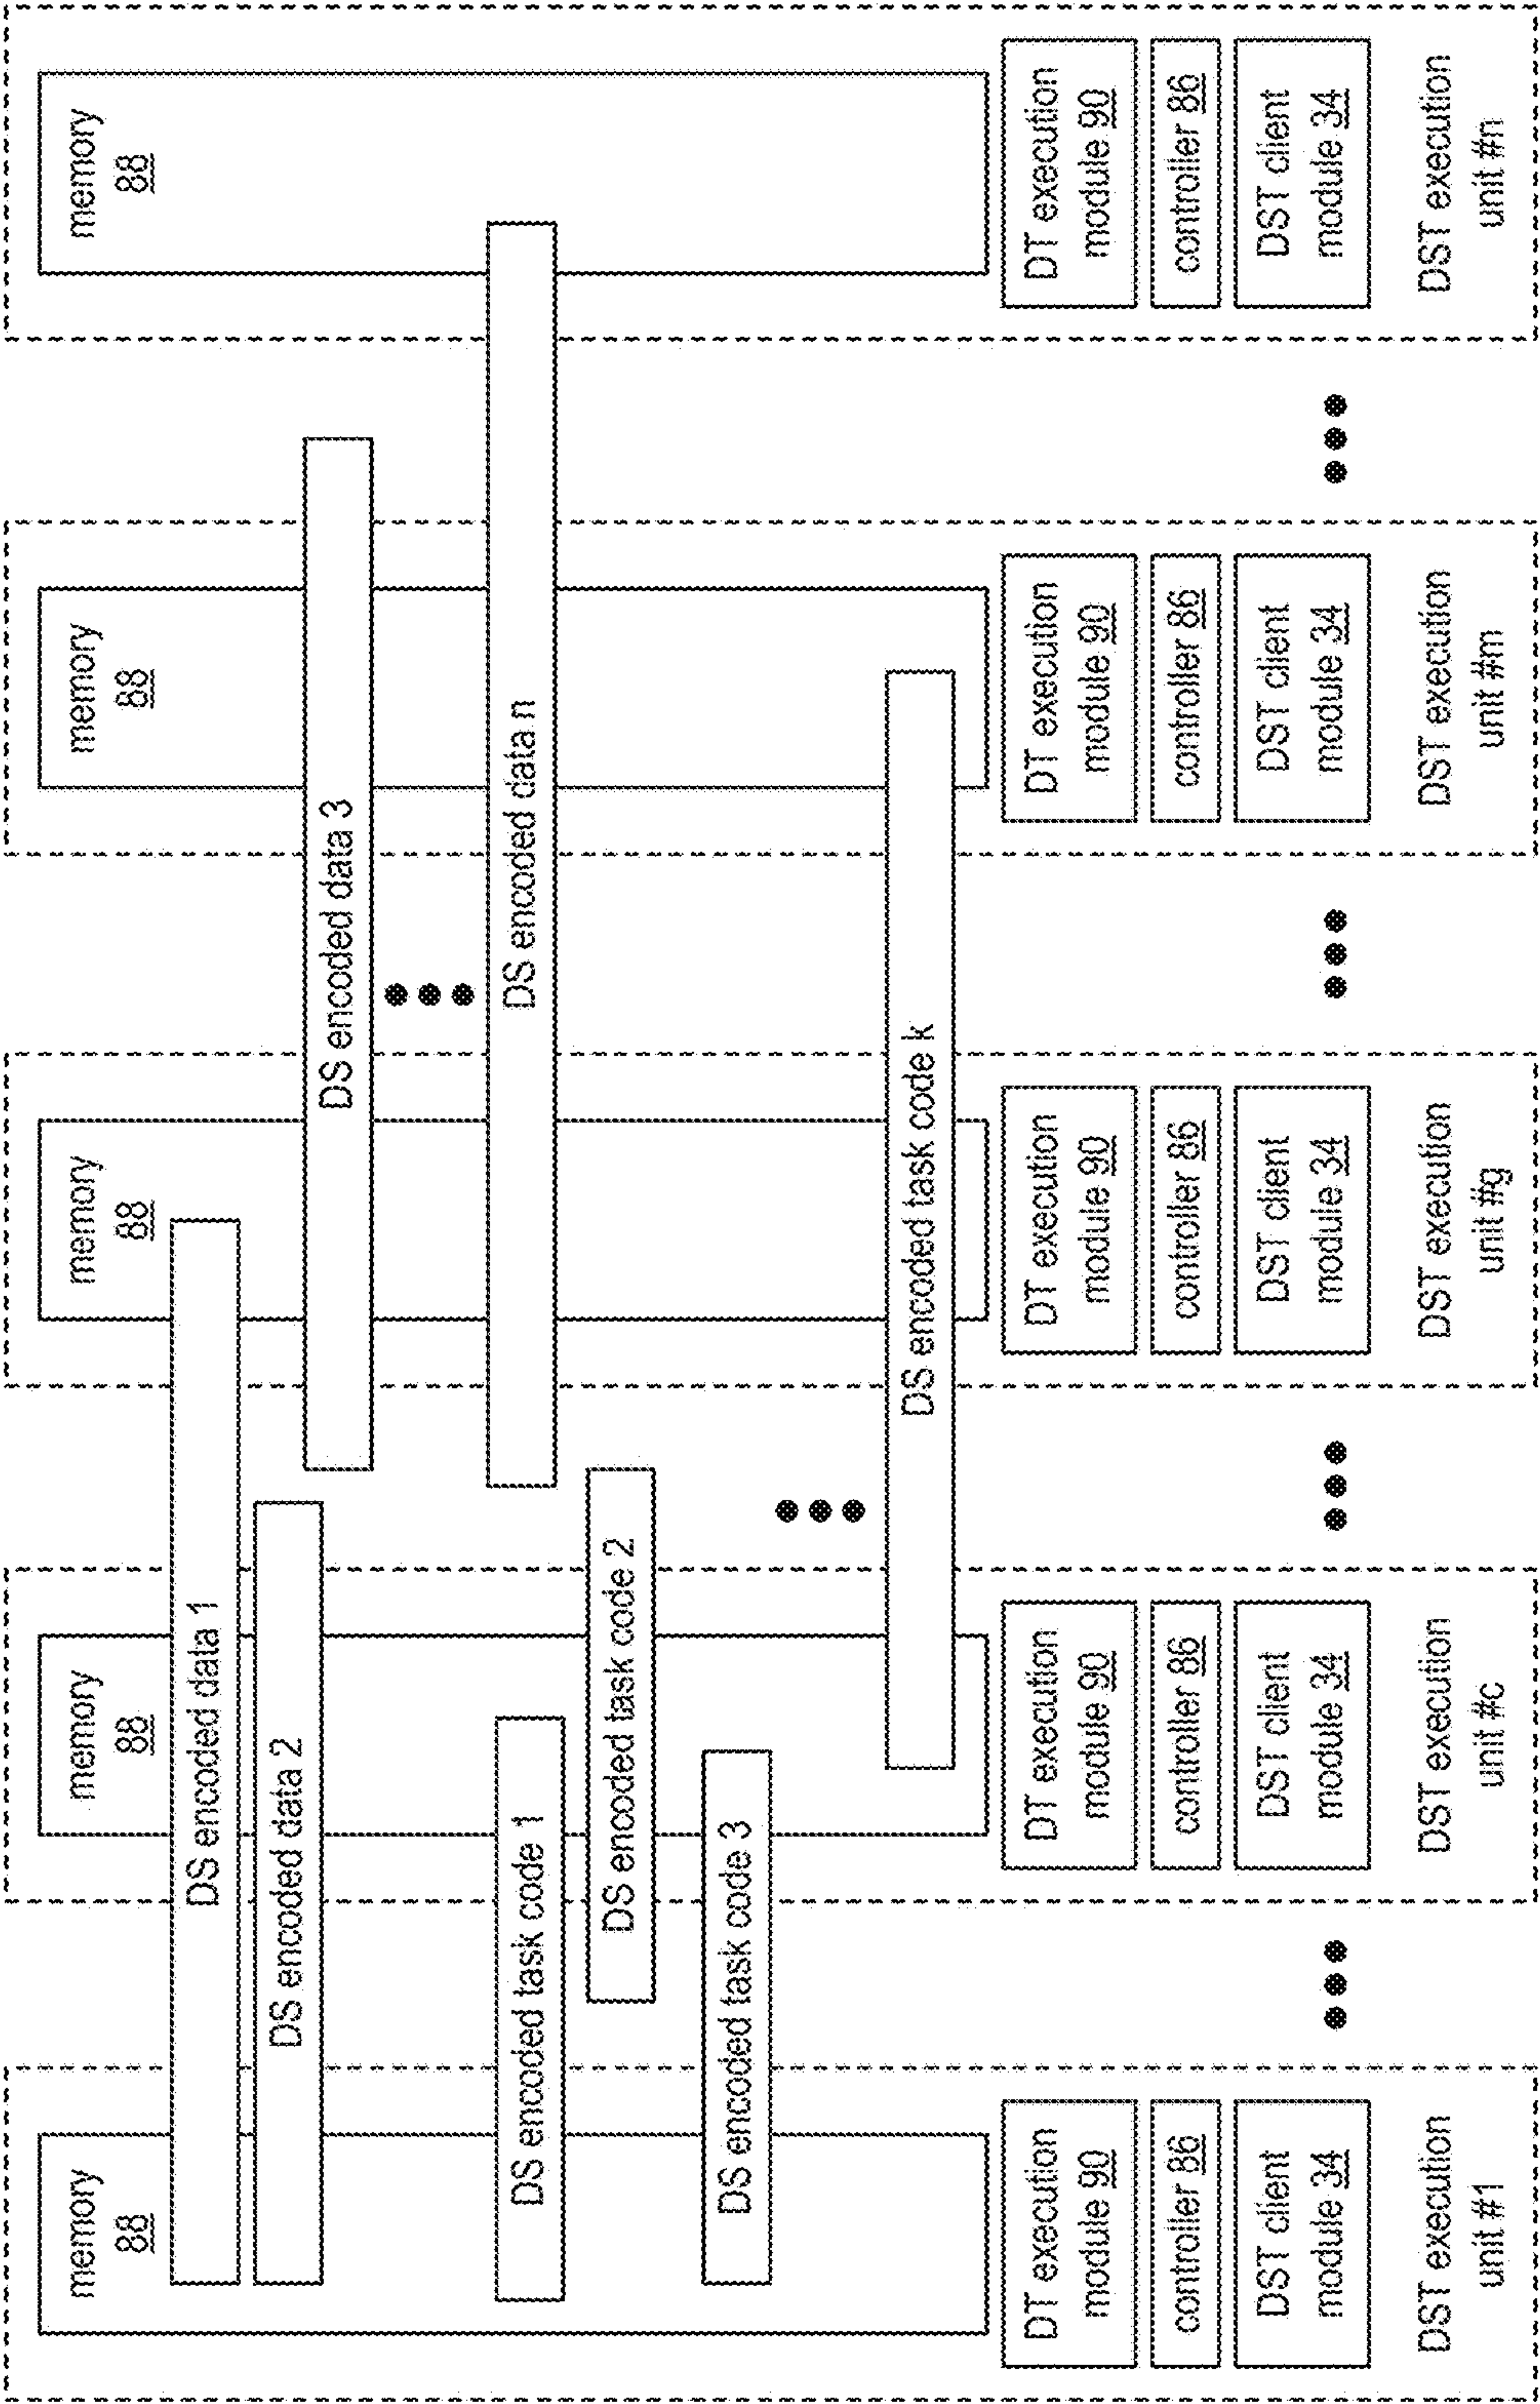 memory
88
memory
88
memory
88
memory
88
memory
88
DS encoded data 1
DS encoded data 2
DS encoded data 3
DS encoded data n
DS encoded task code 1
DS encoded task code 2
DS encoded task code 3
DS encoded task code k
DT execution
module 90
controller 86
DST client
module 34
DST execution
unit #1
DT execution
module 90
controller 86
DST client
module 34
DST execution
unit #c
DT execution
module 90
controller 86
DST client
module 34
DST execution
unit #g
DT execution
module 90
controller 86
DST client
module 34
DST execution
unit #m
DT execution
module 90
controller 86
DST client
module 34
DST execution
unit #n